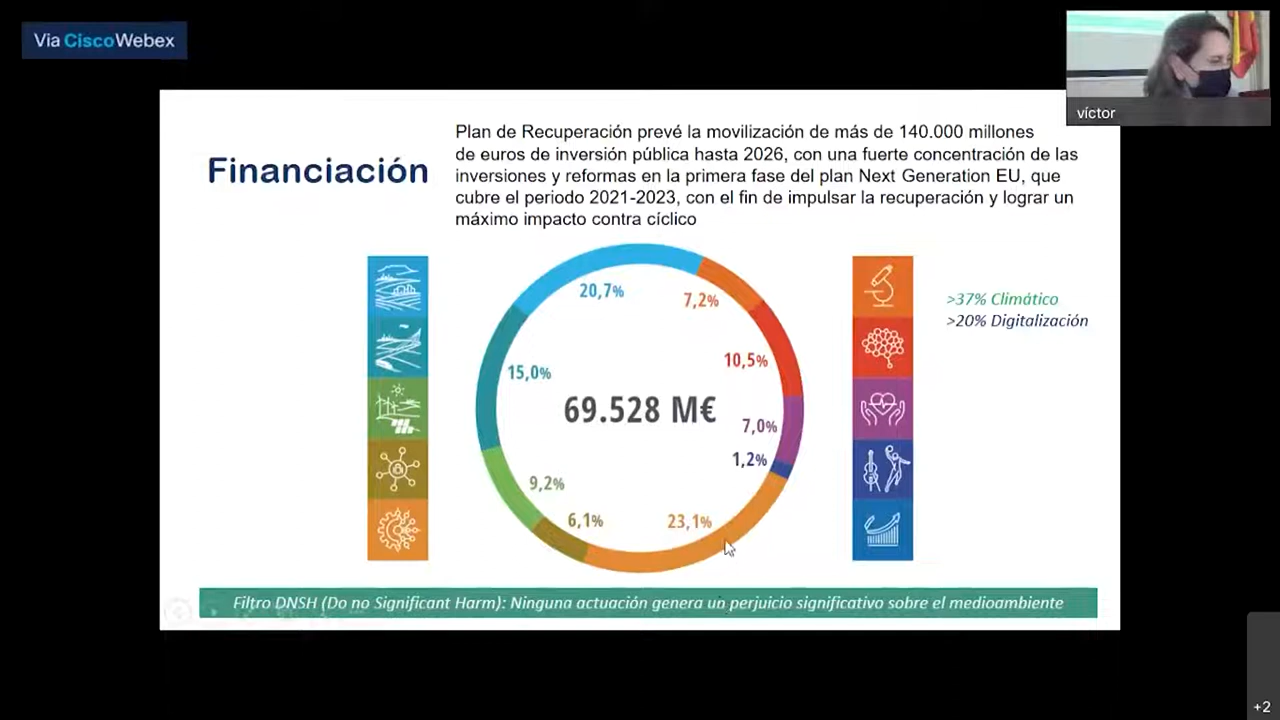 Via CiscoWebex
víctor
Financiación
Plan de Recuperación prevé la movilización de más de 140.000 millones
de euros de inversión pública hasta 2026, con una fuerte concentración de las
inversiones y reformas en la primera fase del plan Next Generation EU, que
cubre el periodo 2021-2023, con el fin de impulsar la recuperación y lograr un
máximo impacto contra cíclico
20,7%
7,2%
>37% Climático
>20% Digitalización
10,5%
15,0%
69.528 M€
7,0%
1,2%
9,2%
6,1%
23,1%
Filtro DNSH (Do no Significant Harm): Ninguna actuación genera un perjuicio significativo sobre el medioambiente
+2